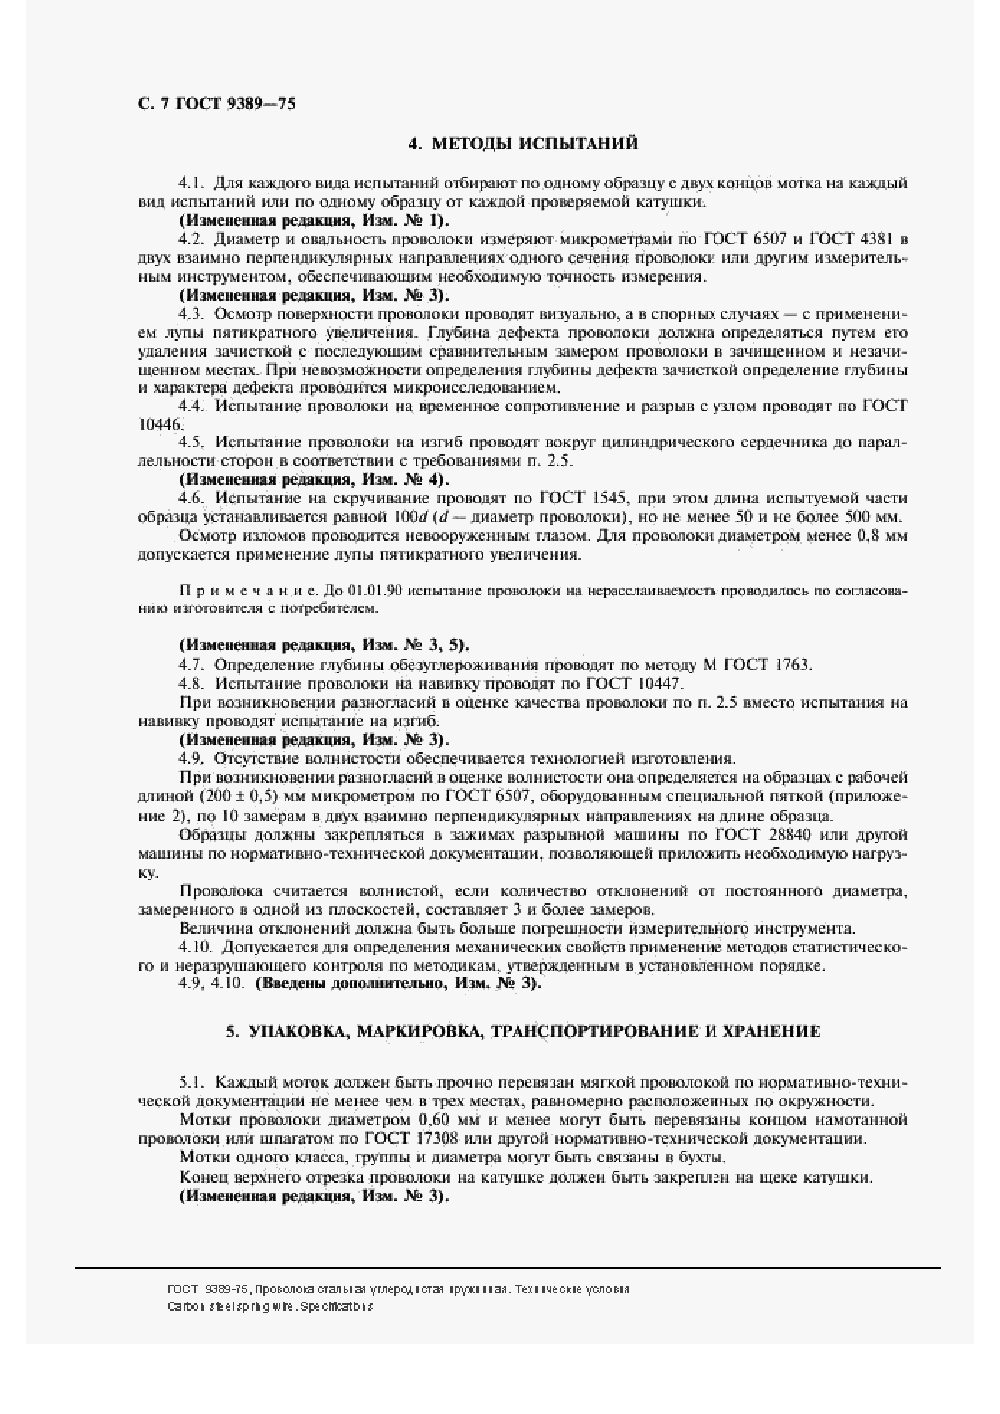 С. 7 ГОСТ 9389—75
4. МЕТОДЫ ИСПЫТАНИЙ
4.1. Для каждого вида испытаний отбирают по одному образцу с двух концов мотка на каждый
вид испытаний или по одному образцу от каждой проверяемой катушки.
(Измененная редакция, Изм. № 1).
4.2. Диаметр и овальность проволоки измеряют микрометрами по ГОСТ 6507 и ГОСТ 4381 в
двух взаимно перпендикулярных направлениях одного сечения проволоки или другим измеритель-
ным инструментом, обеспечивающим необходимую точность измерения.
(Измененная редакция, Изм. № 3).
4.3. Осмотр поверхности проволоки проводят визуально, а в спорных случаях — с применени-
ем лупы пятикратного увеличения. Глубина дефекта проволоки должна определяться путем его
удаления зачисткой с последующим сравнительным замером проволоки в зачищенном и незачи-
щенном местах. При невозможности определения глубины дефекта зачисткой определение глубины
и характера дефекта проводится микроисследованием.
4.4. Испытание проволоки на временное сопротивление и разрыв с узлом проводят по ГОСТ
10446.
4.5. Испытание проволоки на изгиб проводят вокруг цилиндрического сердечника до парал-
лельности сторон в соответствии с требованиями п. 2.5.
(Измененная редакция, Изм. № 4).
4.6. Испытание на скручивание проводят по ГОСТ 1545, при этом длина испытуемой части
образца устанавливается равной 100d (d — диаметр проволоки), но не менее 50 и не более 500 мм.
Осмотр изломов проводится невооруженным глазом. Для проволоки диаметром менее 0,8 мм
допускается применение лупы пятикратного увеличения.
П р и м е ч а н и е. До 01.01.90 испытание проволоки на нерасслаиваемость проводилось по согласова-
нию изготовителя с потребителем.
(Измененная редакция, Изм. № 3, 5).
4.7. Определение глубины обезуглероживания проводят по методу М ГОСТ 1763.
4.8. Испытание проволоки на навивку проводят по ГОСТ 10447.
При возникновении разногласий в оценке качества проволоки по п. 2.5 вместо испытания на
навивку проводят испытание на изгиб.
(Измененная редакция, Изм. № 3).
4.9. Отсутствие волнистости обеспечивается технологией изготовления.
При возникновении разногласий в оценке волнистости она определяется на образцах с рабочей
длиной (200 ± 0,5) мм микрометром по ГОСТ 6507, оборудованным специальной пяткой (приложе-
ние 2), по 10 замерам в двух взаимно перпендикулярных направлениях на длине образца.
Образцы должны закрепляться в зажимах разрывной машины по ГОСТ 28840 или другой
машины по нормативно-технической документации, позволяющей приложить необходимую нагруз-
ку.
Проволока считается волнистой, если количество отклонений от постоянного диаметра,
замеренного в одной из плоскостей, составляет 3 и более замеров.
Величина отклонений должна быть больше погрешности измерительного инструмента.
4.10. Допускается для определения механических свойств применение методов статистическо-
го и неразрушающего контроля по методикам, утвержденным в установленном порядке.
4.9, 4.10. (Введены дополнительно, Изм. № 3).
5. УПАКОВКА, МАРКИРОВКА, ТРАНСПОРТИРОВАНИЕ И ХРАНЕНИЕ
5.1. Каждый моток должен быть прочно перевязан мягкой проволокой по нормативно-техни-
ческой документации не менее чем в трех местах, равномерно расположенных по окружности.
Мотки проволоки диаметром 0,60 мм и менее могут быть перевязаны концом намотанной
проволоки или шпагатом по ГОСТ 17308 или другой нормативно-технической документации.
Мотки одного класса, группы и диаметра могут быть связаны в бухты.
Конец верхнего отрезка проволоки на катушке должен быть закреплен на щеке катушки.
(Измененная редакция, Изм. № 3).
ГОСТ 9389-75, Проволока стальная углеродистая пружинная. Технические условия
Carbon steel spring wire. Specifications